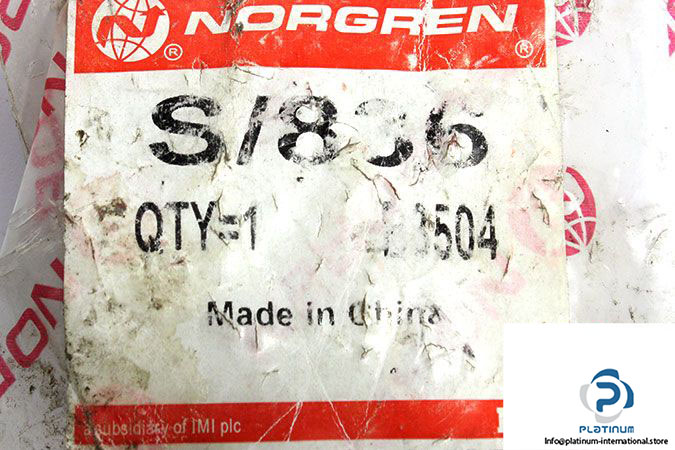 NORGREN
S/836
QTY=1
Made in China
a subsidiary of IMI plc
PLATINUM
Info@platinum-international.store